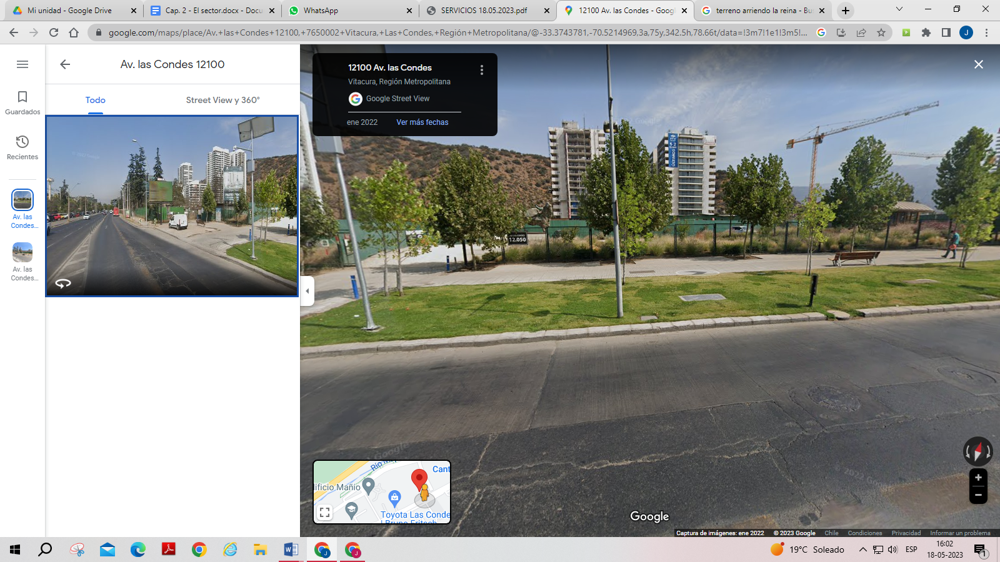 Mi unidad - Google Drive
Cap. 2 - El sector.docx - Docu
WhatsApp
SERVICIOS 18.05.2023.pdf
12100 Av. las Condes - Googl
terreno arriendo la reina - Bus
google.com/maps/place/Av.+las+Condes+12100,+7650002+Vitacura,+Las+Condes,+Región+Metropolitana/@-33.3743781,-70.5214969,3a,75y,342.5h,78.66t/data=!3m7!1e1!3m5!...
J
Av. las Condes 12100
Todo
Street View y 360°
Guardados
Recientes
Av. las
Condes...
Av. las
Condes...
12100 Av. las Condes
Vitacura, Región Metropolitana
Google Street View
ene 2022
Ver más fechas
1·2
ÚLTIMOS
12.050
Río Ma
Cant
ificio Mañio
Toyota Las Conde
| Bruno Fritsch
Google
Captura de imágenes: ene 2022
© 2023 Google
Chile
Condiciones
Privacidad
Informar un problema
19°C Soleado
ESP
16:02
18-05-2023
1